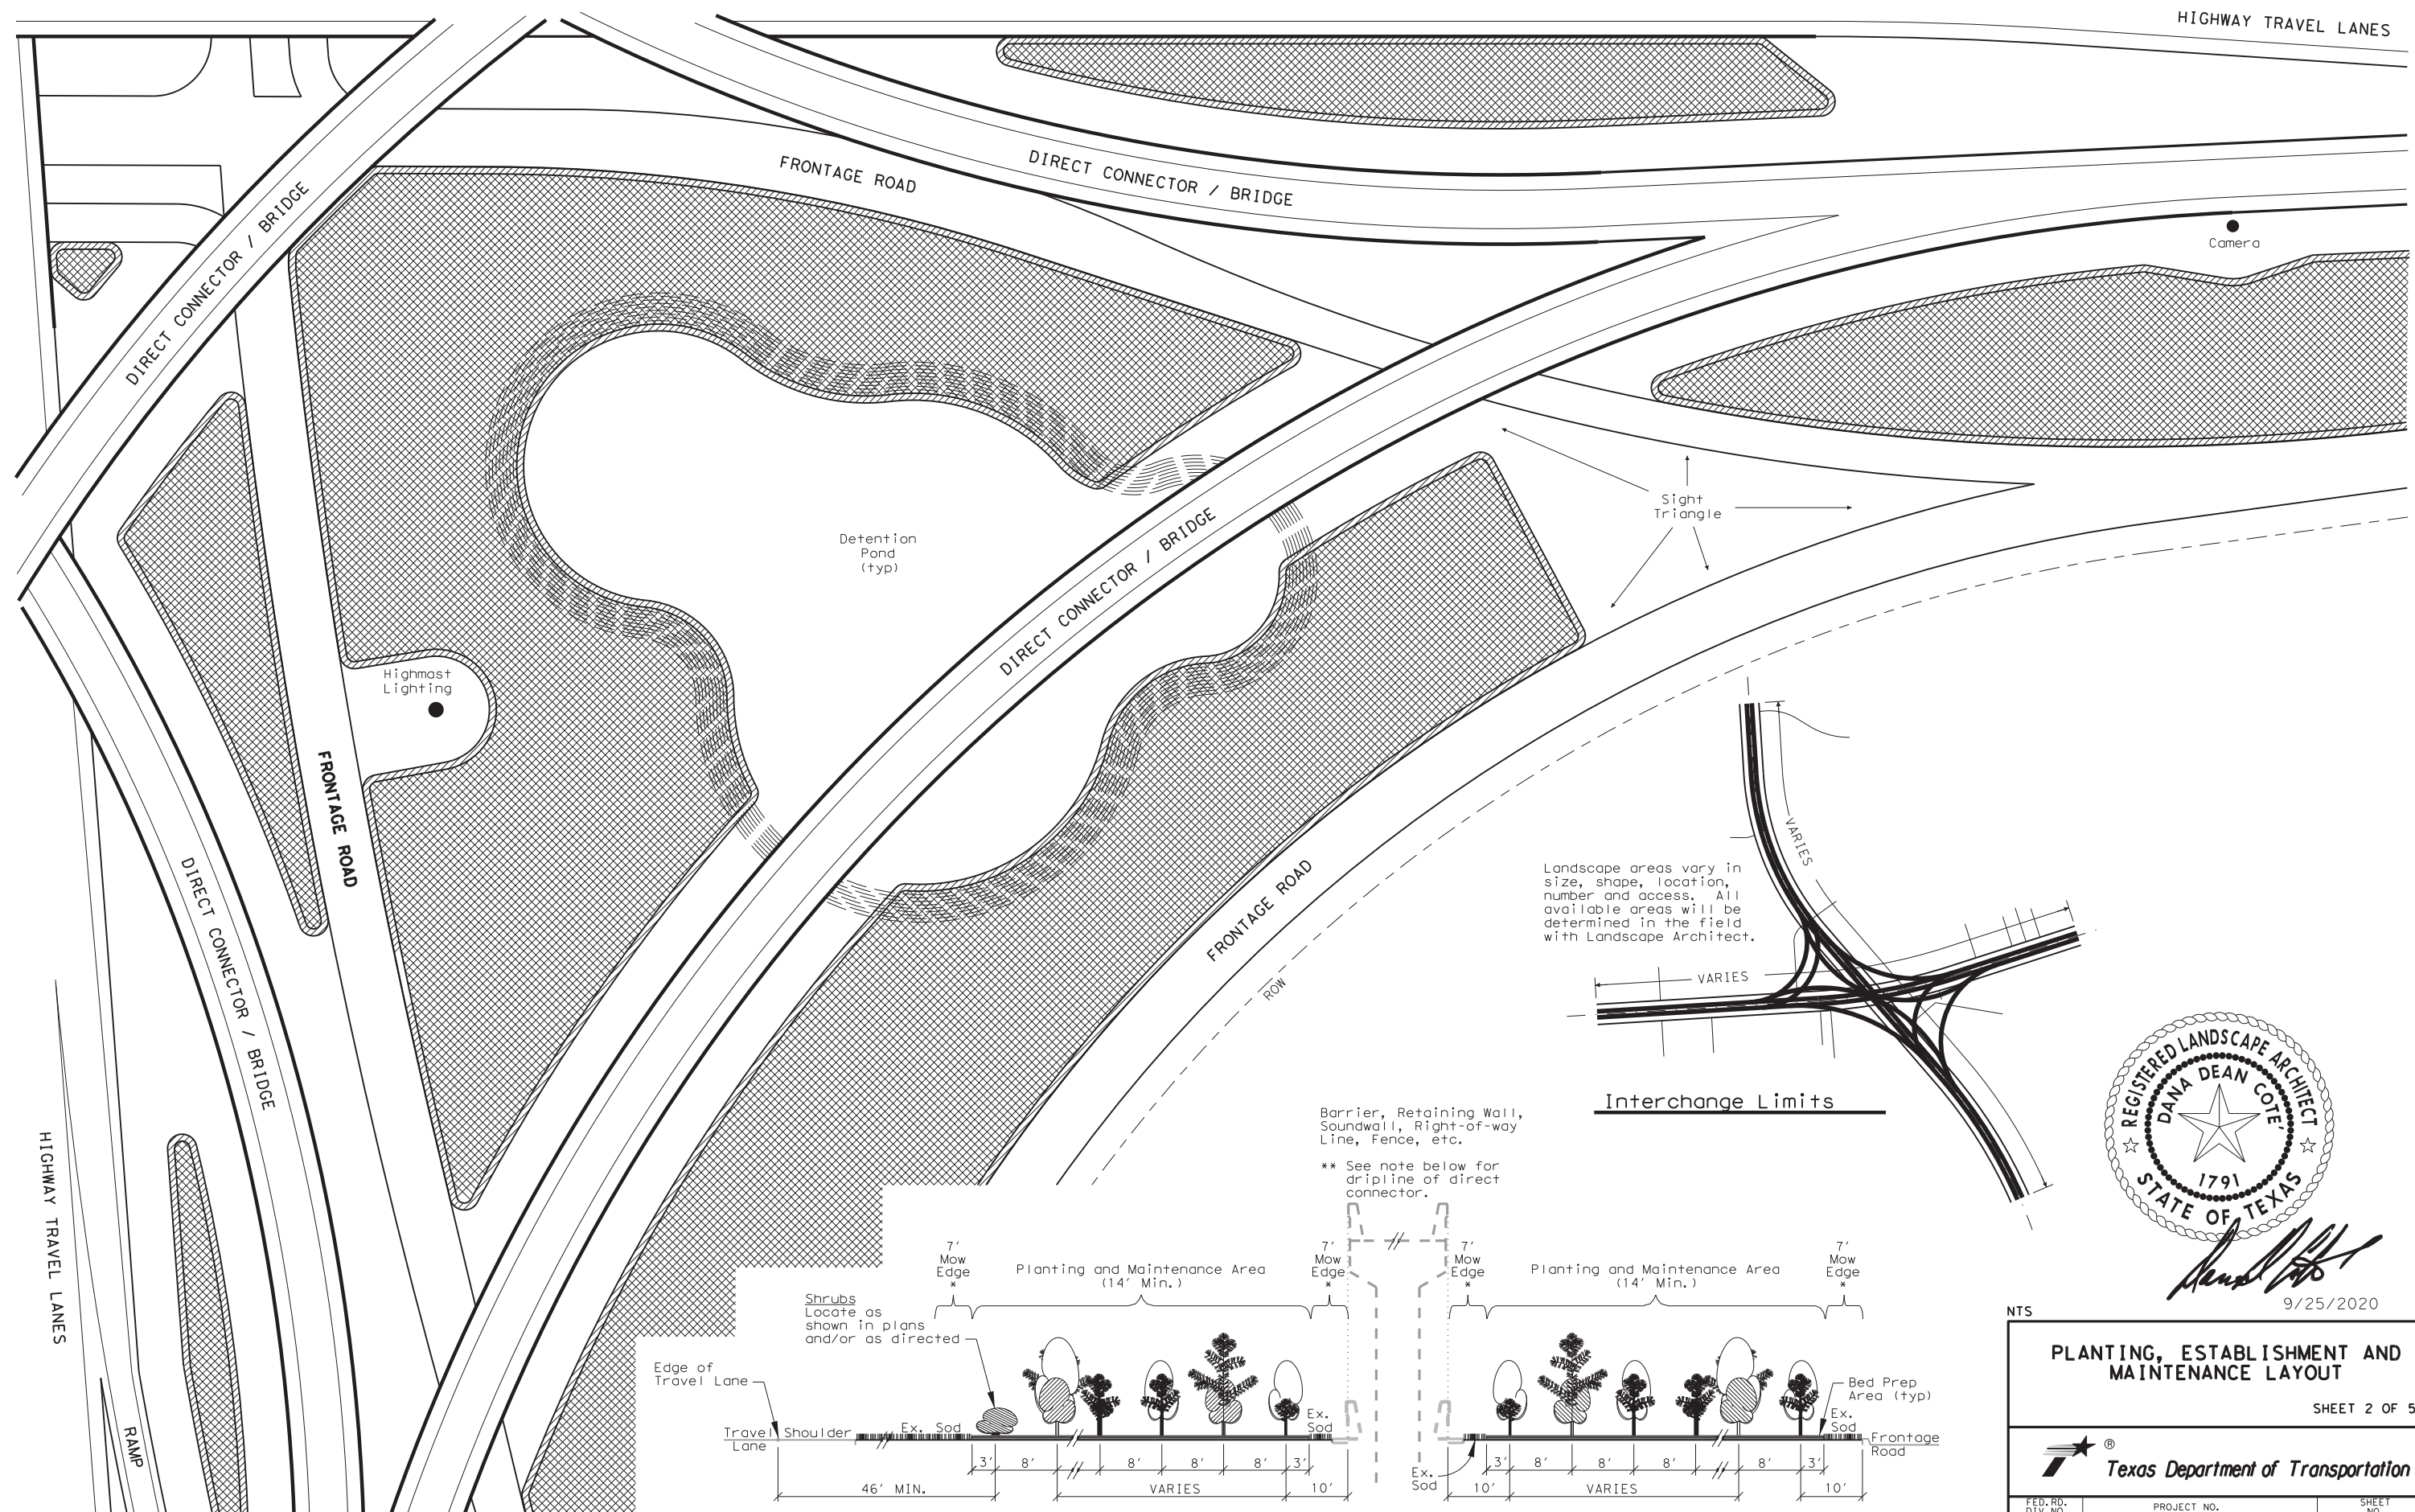 HIGHWAY TRAVEL LANES
FRONTAGE ROAD
DIRECT CONNECTOR / BRIDGE
DIRECT CONNECTOR / BRIDGE
Camera
Sight
Triangle
Detention
Pond
(typ)
DIRECT CONNECTOR / BRIDGE
Highmast
Lighting
FRONTAGE ROAD
DIRECT CONNECTOR / BRIDGE
FRONTAGE ROAD
ROW
HIGHWAY TRAVEL LANES
RAMP
VARIES
Landscape areas vary in
size, shape, location,
number and access. All
available areas will be
determined in the field
with Landscape Architect.
VARIES
Interchange Limits
REGISTERED LANDSCAPE ARCHITECT
DANA DEAN COTE'
1791
STATE OF TEXAS
9/25/2020
Barrier, Retaining Wall,
Soundwall, Right-of-way
Line, Fence, etc.
** See note below for
dripline of direct
connector.
7'
Mow
Edge
*
Planting and Maintenance Area
(14' Min.)
7'
Mow
Edge
*
7'
Mow
Edge
*
Planting and Maintenance Area
(14' Min.)
7'
Mow
Edge
*
Shrubs
Locate as
shown in plans
and/or as directed
Edge of
Travel Lane
Travel
Lane
Shoulder
Ex. Sod
Ex.
Sod
Ex.
Sod
Bed Prep
Area (typ)
Ex.
Sod
Frontage
Road
3' 8' 8' 8' 8' 3'
46' MIN. VARIES 10'
3' 8' 8' 8' 8' 3'
10' VARIES 10'
NTS
PLANTING, ESTABLISHMENT AND
MAINTENANCE LAYOUT
SHEET 2 OF 5
®
Texas Department of Transportation
FED.RD.
DIV.NO.
PROJECT NO.
SHEET
NO.